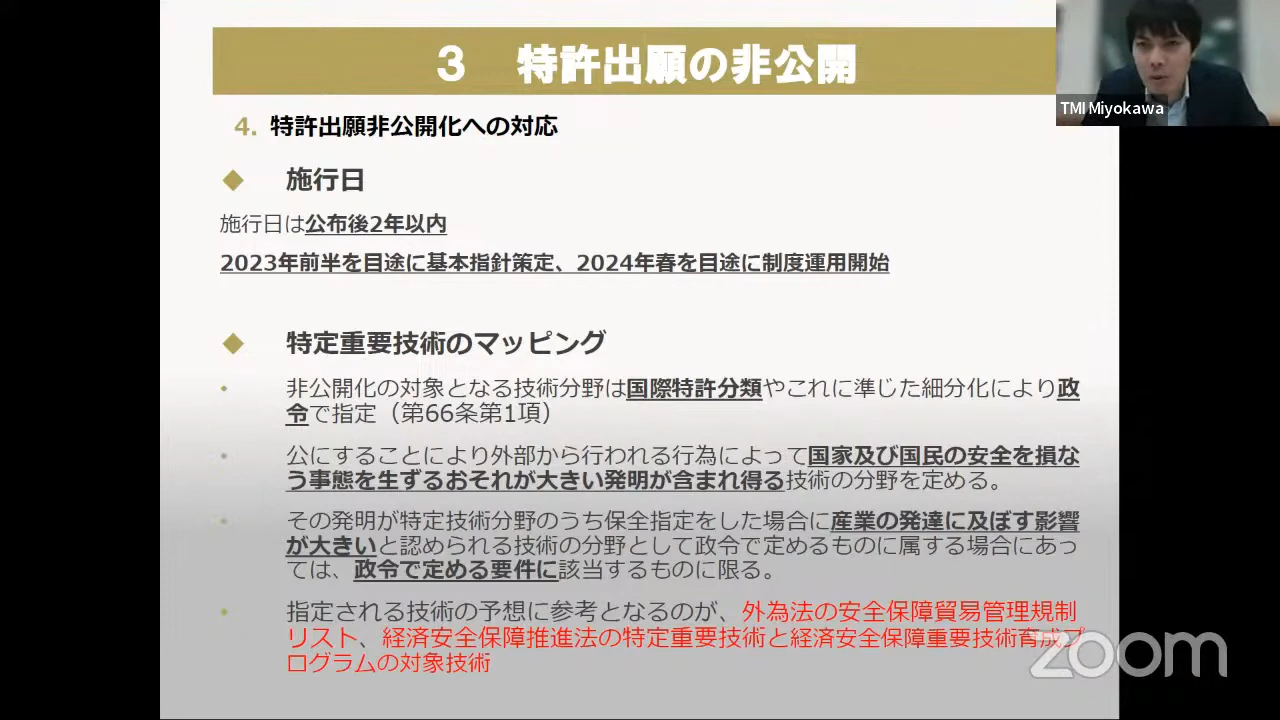 3 特許出願の非公開
TMI Miyokawa
4. 特許出願非公開化への対応
◆ 施行日
施行日は公布後2年以内
2023年前半を目途に基本指針策定、2024年春を目途に制度運用開始
◆ 特定重要技術のマッピング
• 非公開化の対象となる技術分野は国際特許分類やこれに準じた細分化により政
令で指定（第66条第1項）
• 公にすることにより外部から行われる行為によって国家及び国民の安全を損な
う事態を生ずるおそれが大きい発明が含まれ得る技術の分野を定める。
• その発明が特定技術分野のうち保全指定をした場合に産業の発達に及ぼす影響
が大きいと認められる技術の分野として政令で定めるものに属する場合にあっ
ては、政令で定める要件に該当するものに限る。
• 指定される技術の予想に参考となるのが、外為法の安全保障貿易管理規制
リスト、経済安全保障推進法の特定重要技術と経済安全保障重要技術育成プ
ログラムの対象技術
zoom